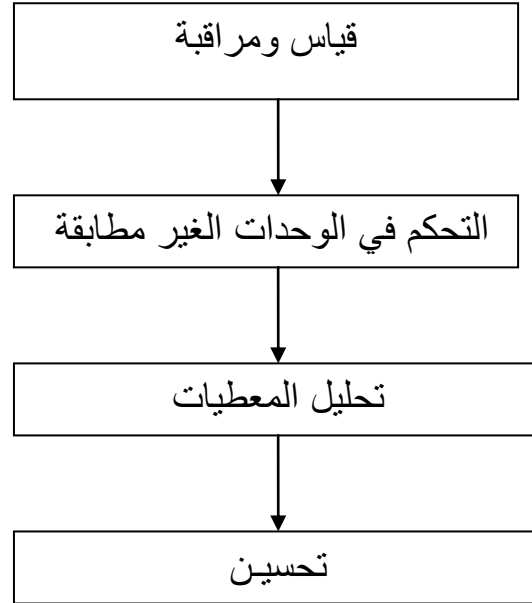 قياس ومراقبة
التحكم في الوحدات الغير مطابقة
تحليل المعطيات
تحسين